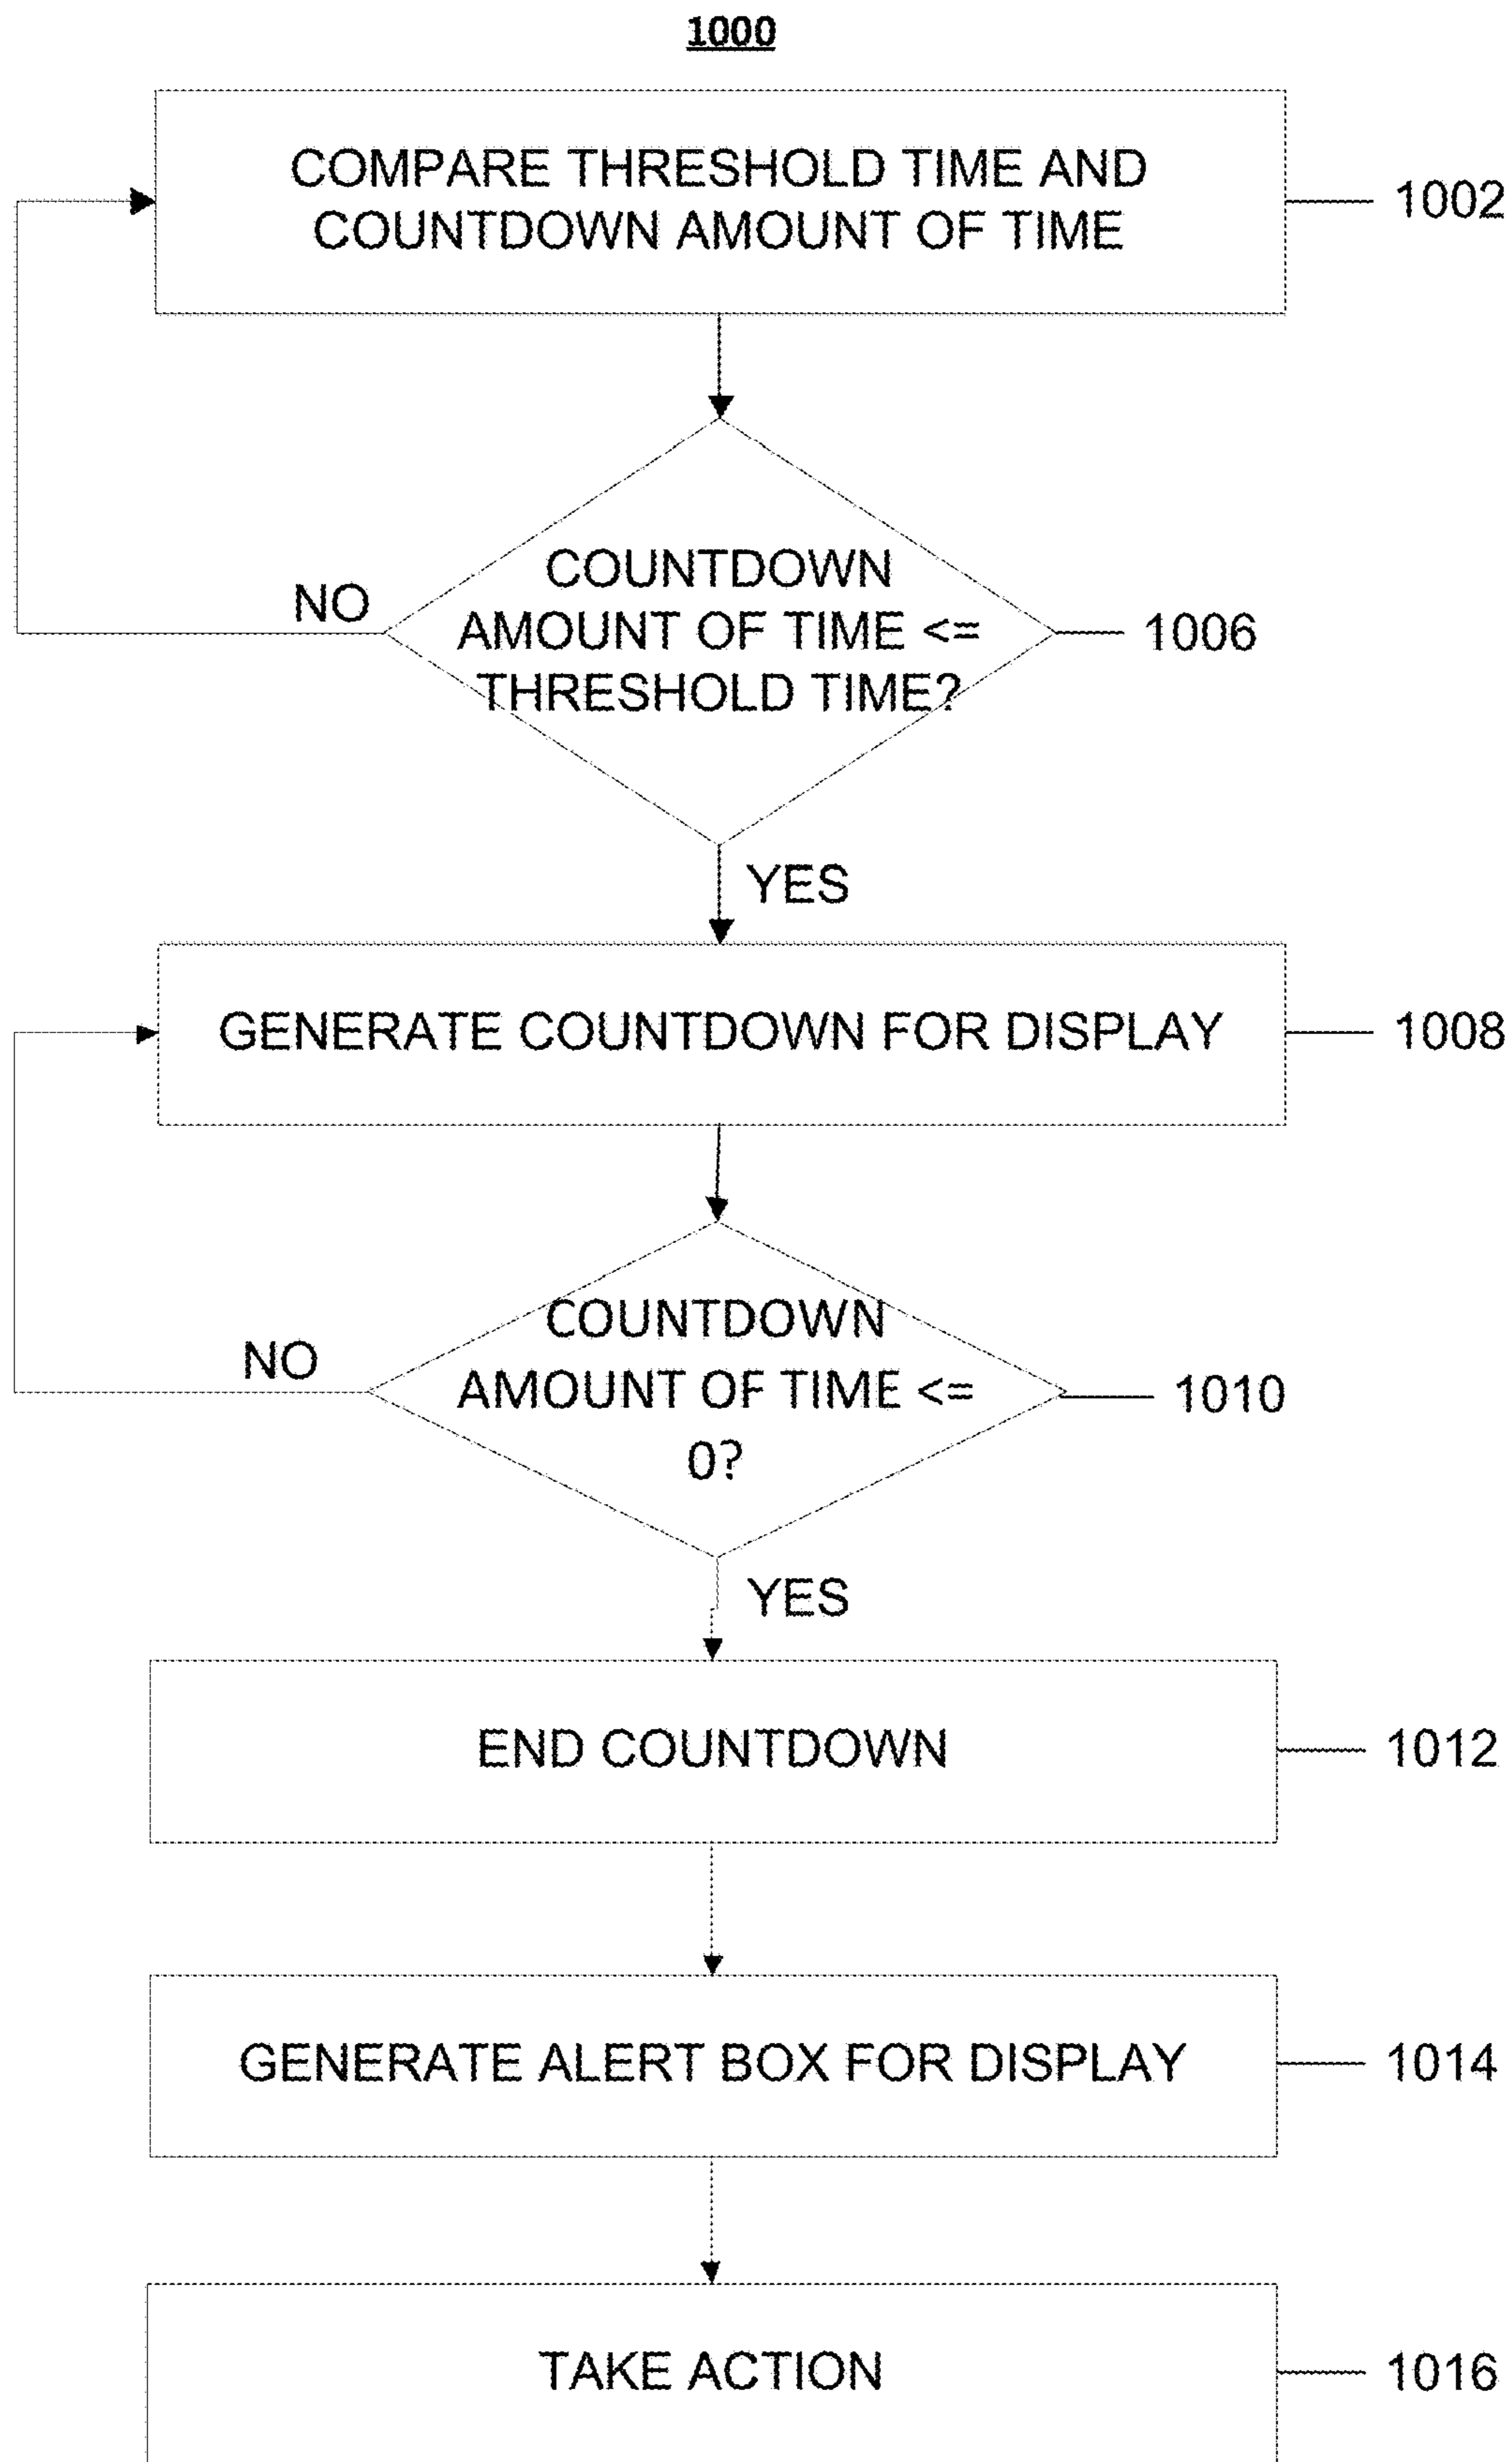 1000
COMPARE THRESHOLD TIME AND
COUNTDOWN AMOUNT OF TIME
1002
COUNTDOWN
AMOUNT OF TIME <=
THRESHOLD TIME?
NO
1006
YES
GENERATE COUNTDOWN FOR DISPLAY
1008
COUNTDOWN
AMOUNT OF TIME <=
0?
NO
1010
YES
END COUNTDOWN
1012
GENERATE ALERT BOX FOR DISPLAY
1014
TAKE ACTION
1016